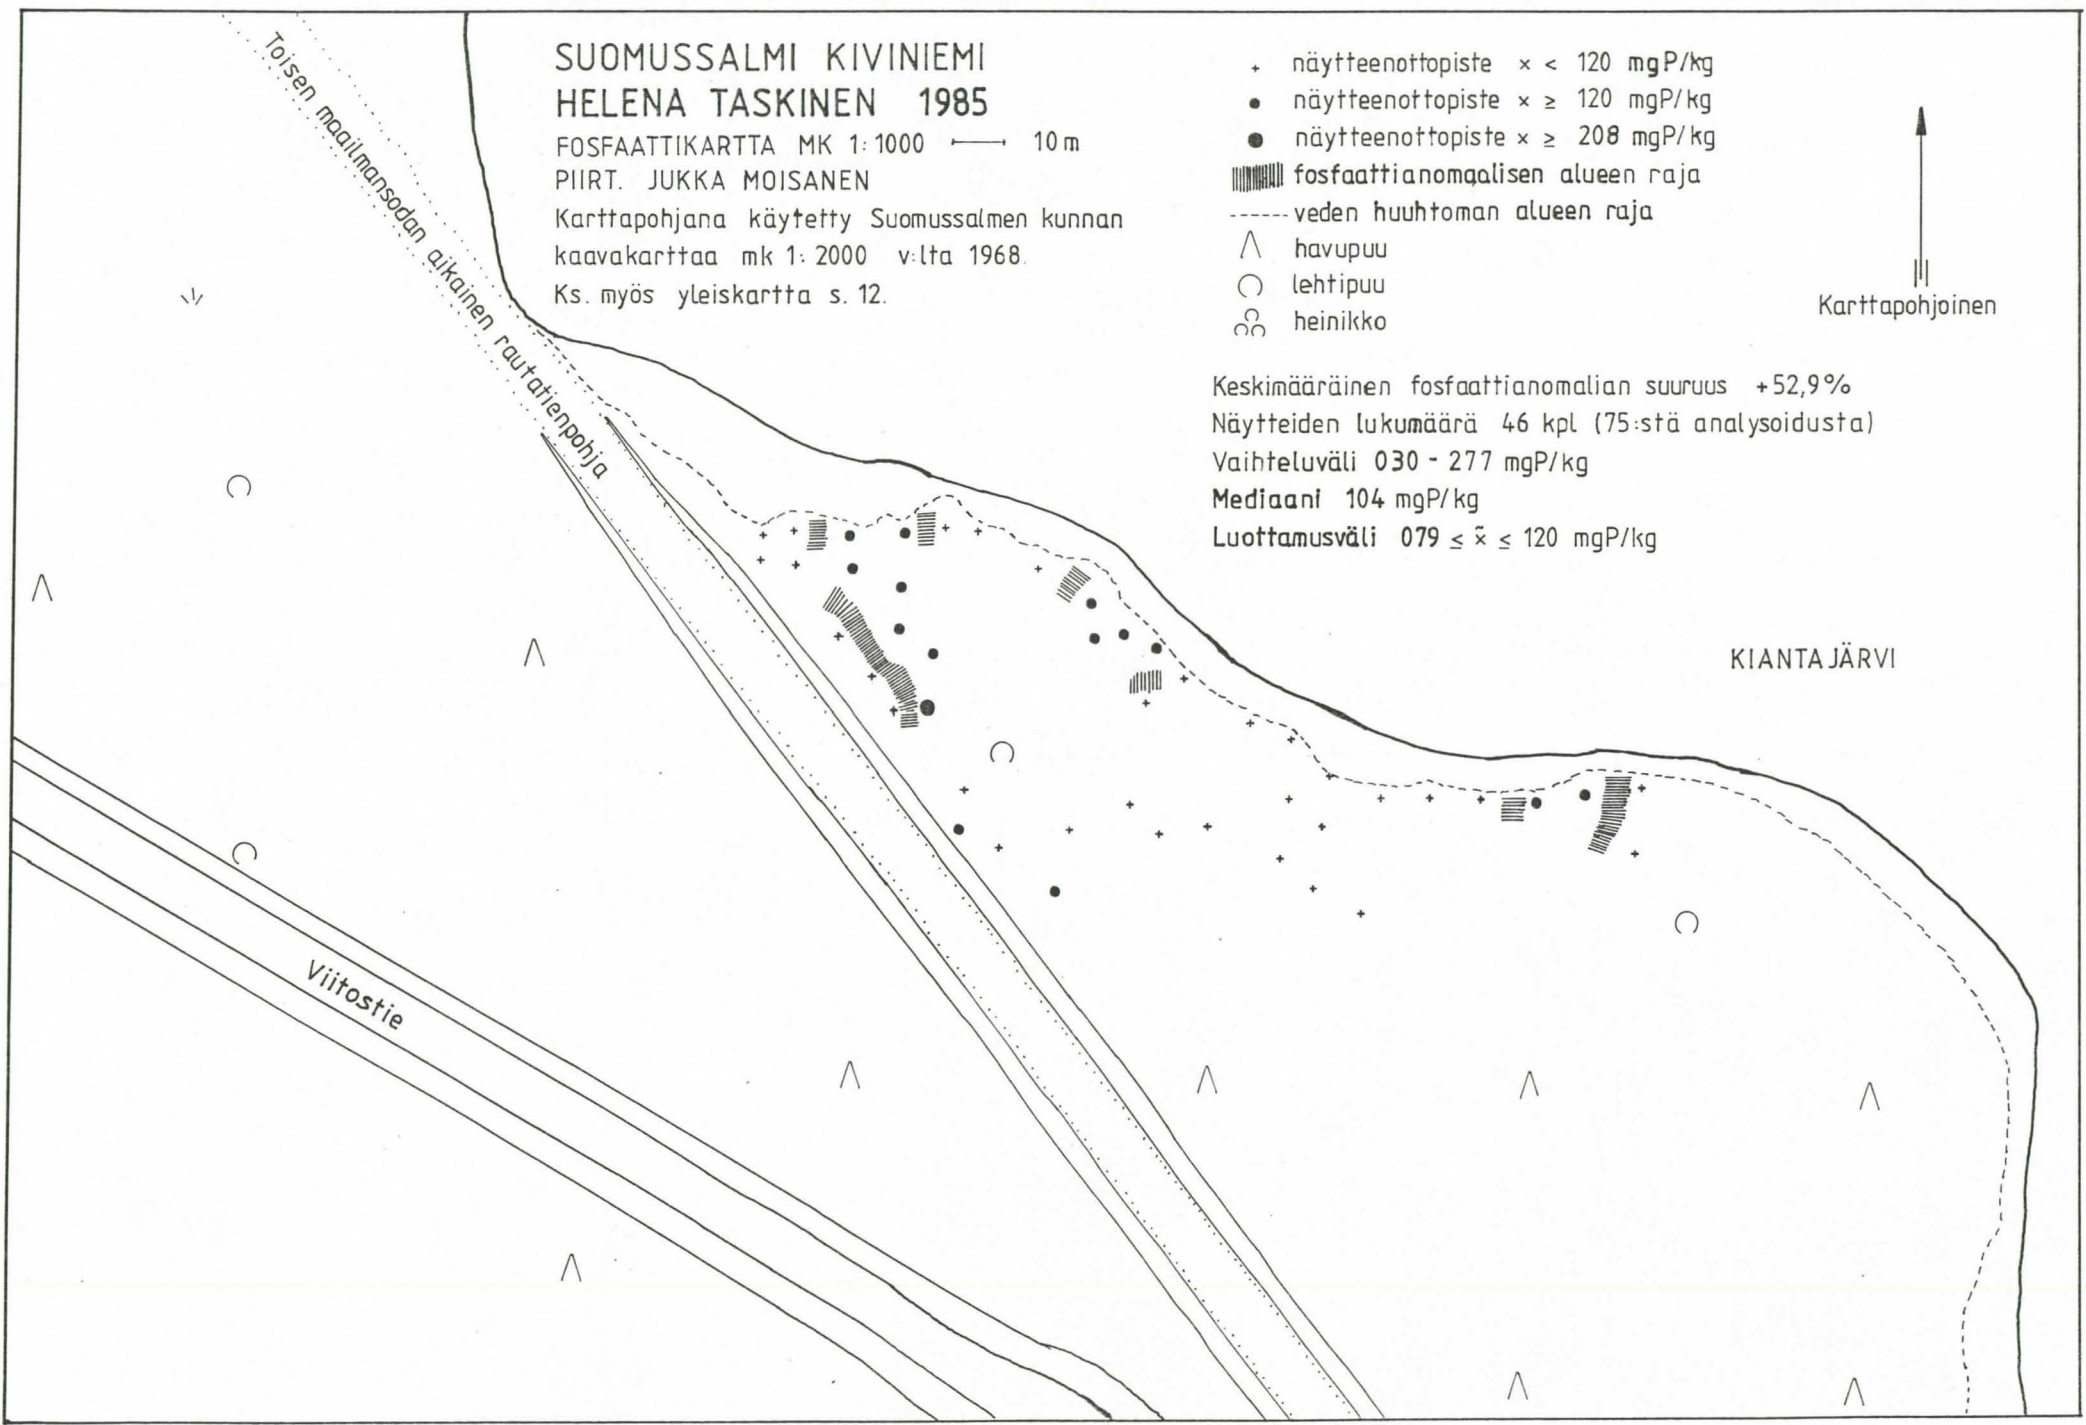 SUOMUSSALMI KIVINIEMI
HELENA TASKINEN 1985
FOSFAATTIKARTTA MK 1:1000 10 m
PIIRT. JUKKA MOISANEN
Karttapohjana käytetty Suomussalmen kunnan
kaavakarttaa mk 1:2000 v:lta 1968.
Ks. myös yleiskartta s. 12.
näytteenottopiste x < 120 mgP/kg
näytteenottopiste x ≥ 120 mgP/kg
näytteenottopiste x ≥ 208 mgP/kg
fosfaattianomaalisen alueen raja
veden huuhtoman alueen raja
havupuu
lehtipuu
heinikko
Karttapohjoinen
Keskimääräinen fosfaattianomalian suuruus +52,9%
Näytteiden lukumäärä 46 kpl (75:stä analysoidusta)
Vaihteluväli 030 - 277 mgP/kg
Mediaani 104 mgP/kg
Luottamusväli 079 ≤ x̃ ≤ 120 mgP/kg
Toisen maailmansodan aikainen rautatienpohja
KIANTAJÄRVI
Viitostie